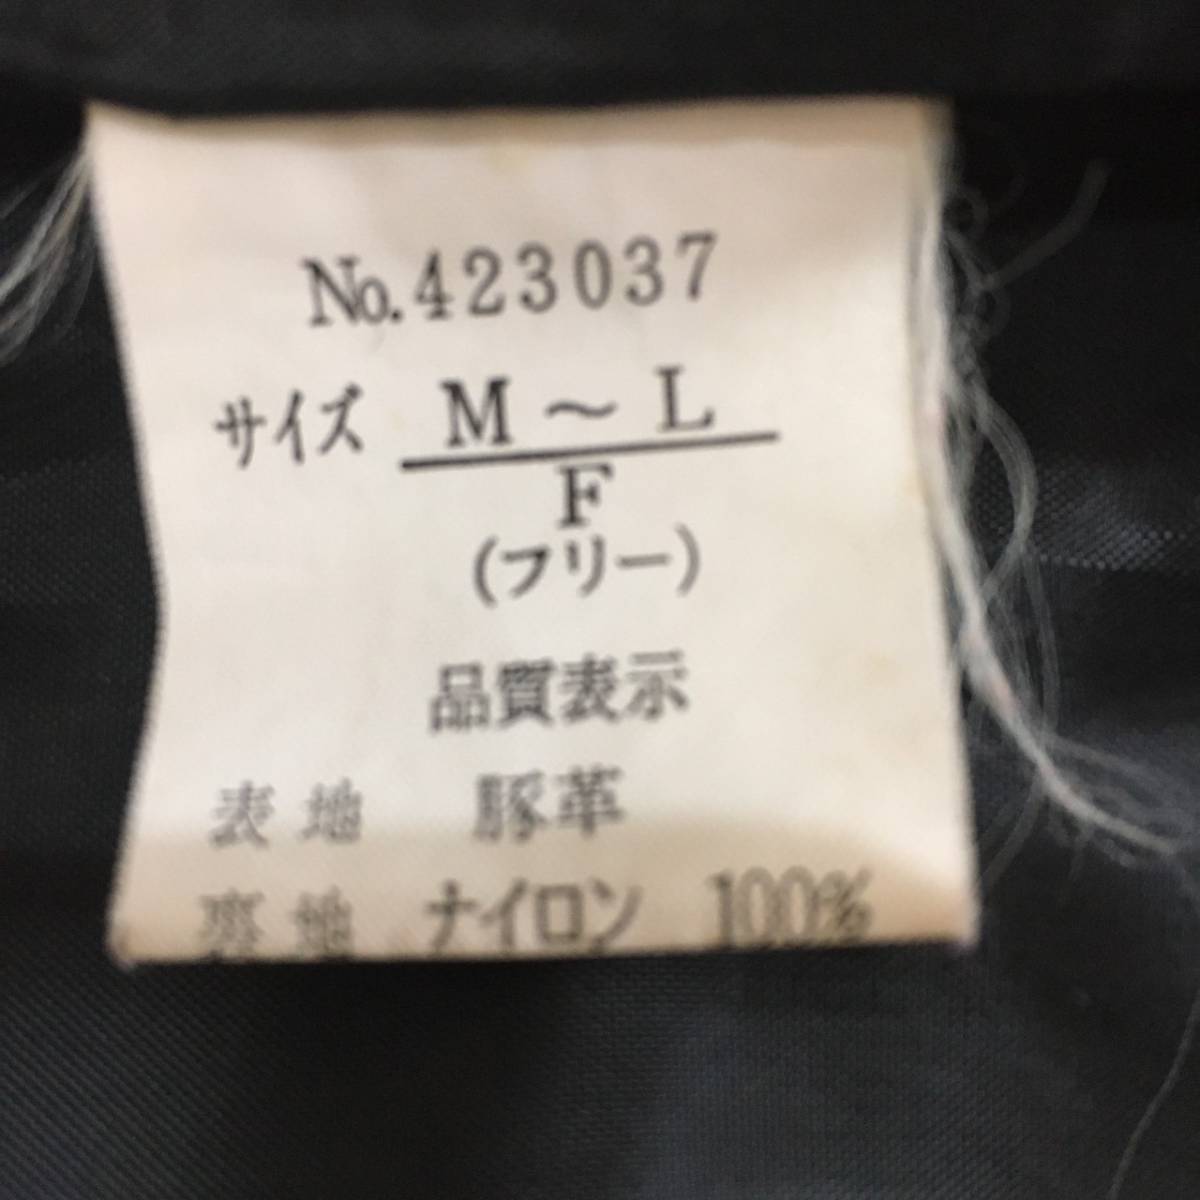 No.423037
サイズ M～L
F
(フリー)
品質表示
表地 豚革
裏地 ナイロン 100%